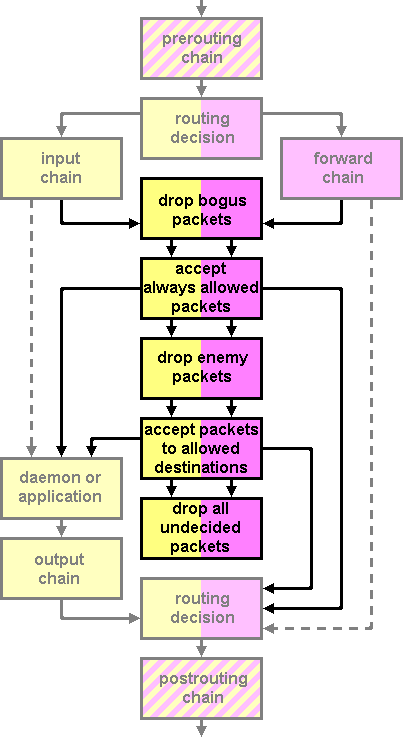 prerouting
chain
routing
decision
input
chain
forward
chain
drop bogus
packets
accept
always allowed
packets
drop enemy
packets
accept packets
to allowed
destinations
daemon or
application
drop all
undecided
packets
output
chain
routing
decision
postrouting
chain